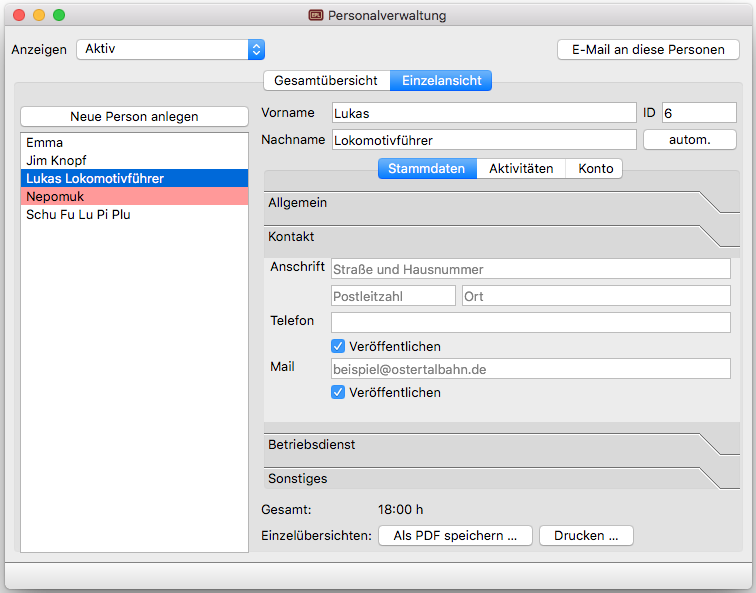 Personalverwaltung
Anzeigen Aktiv E-Mail an diese Personen
Gesamtübersicht Einzelansicht
Neue Person anlegen
Emma
Jim Knopf
Lukas Lokomotivführer
Nepomuk
Schu Fu Lu Pi Plu
Vorname Lukas ID 6
Nachname Lokomotivführer autom.
Stammdaten Aktivitäten Konto
Allgemein
Kontakt
Anschrift Straße und Hausnummer
Postleitzahl Ort
Telefon
Veröffentlichen
Mail beispiel@ostertalbahn.de
Veröffentlichen
Betriebsdienst
Sonstiges
Gesamt: 18:00 h
Einzelübersichten: Als PDF speichern ... Drucken ...